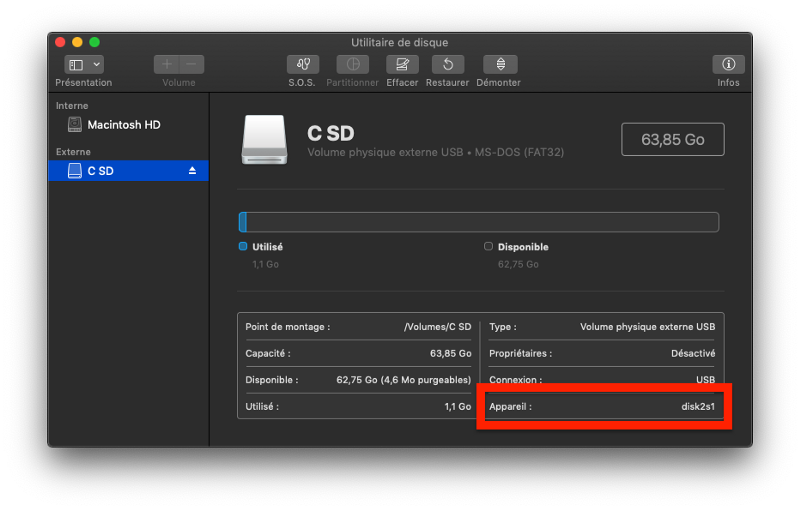 Utilitaire de disque
Présentation Volume S.O.S. Partitionner Effacer Restaurer Démonter Infos
Interne
Macintosh HD
Externe
C SD
C SD
Volume physique externe USB • MS-DOS (FAT32)
63,85 Go
Utilisé
1,1 Go
Disponible
62,75 Go
Point de montage : /Volumes/C SD
Capacité : 63,85 Go
Disponible : 62,75 Go (4,6 Mo purgeables)
Utilisé : 1,1 Go
Type : Volume physique externe USB
Propriétaires : Désactivé
Connexion : USB
Appareil : disk2s1